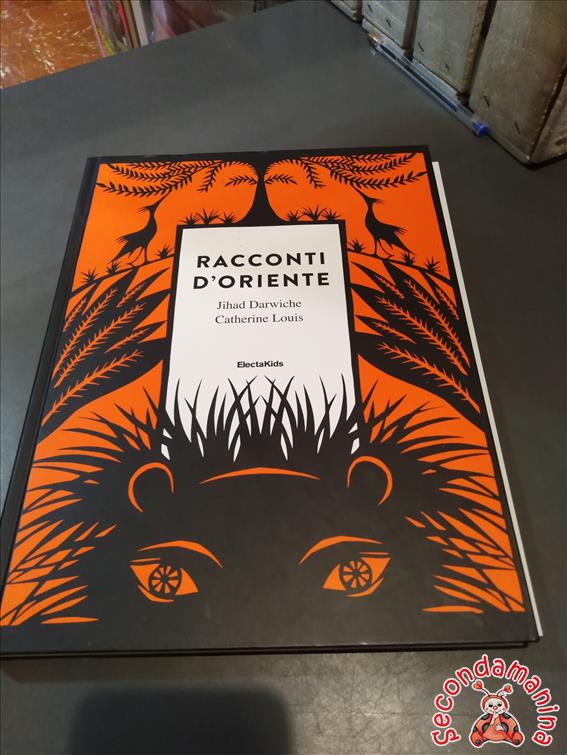 RACCONTI
D'ORIENTE
Jihad Darwiche
Catherine Louis
ElectaKids
secondamanina